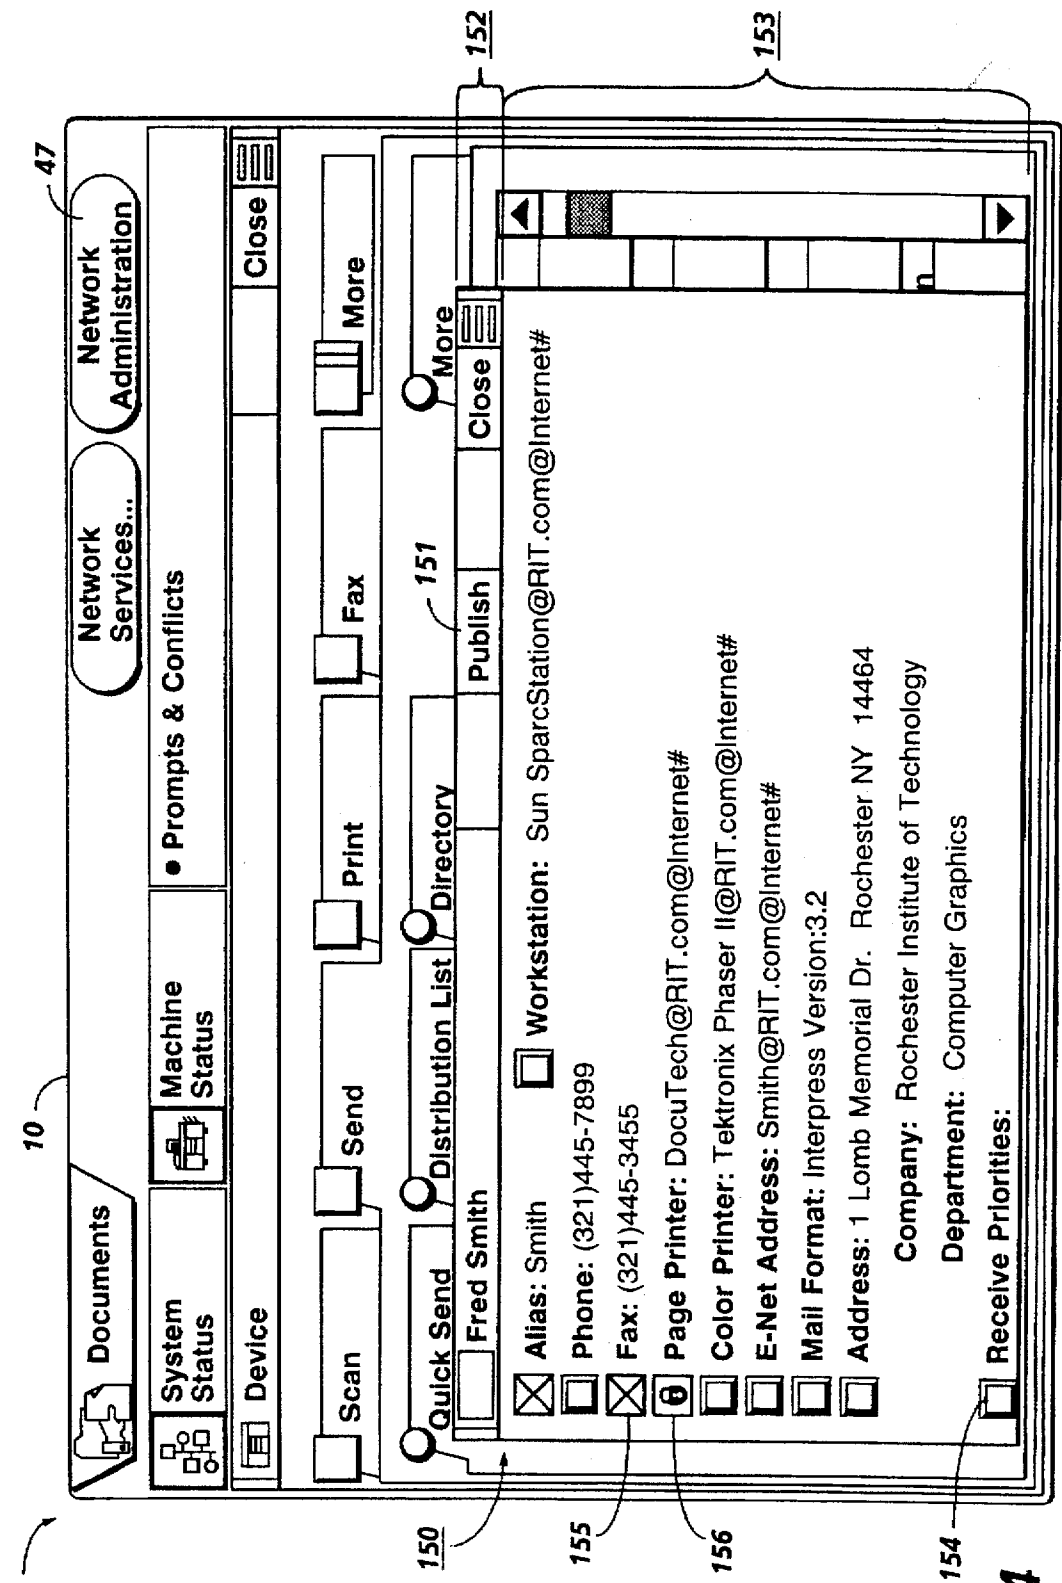 10
47
Documents
Network
Services...
Network
Administration
System
Status
Machine
Status
• Prompts & Conflicts
Device
Close
Scan
Send
Print
Fax
More
Quick Send
Distribution List
Directory
More
151
152
Fred Smith
Publish
Close
150
153
Alias: Smith
Workstation: Sun SparcStation@RIT.com@Internet#
Phone: (321)445-7899
Fax: (321)445-3455
155
Page Printer: DocuTech@RIT.com@Internet#
156
Color Printer: Tektronix Phaser II@RIT.com@Internet#
E-Net Address: Smith@RIT.com@Internet#
Mail Format: Interpress Version:3.2
Address: 1 Lomb Memorial Dr. Rochester NY 14464
Company: Rochester Institute of Technology
n
Department: Computer Graphics
154
Receive Priorities: